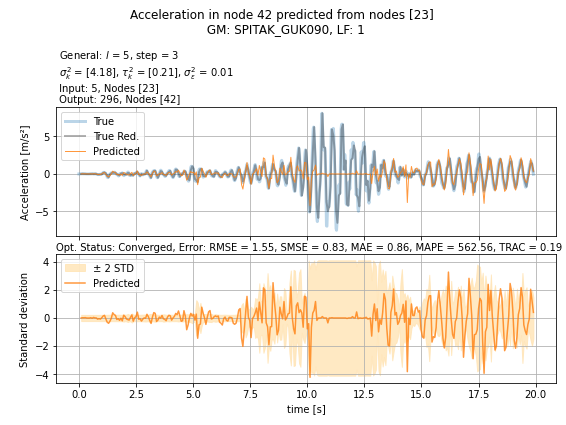 Acceleration in node 42 predicted from nodes [23]
GM: SPITAK_GUK090, LF: 1
General: l = 5, step = 3
σ²ₖ = [4.18], τ²ₖ = [0.21], σ²ε = 0.01
Input: 5, Nodes [23]
Output: 296, Nodes [42]
True
True Red.
Predicted
Acceleration [m/s²]
5
0
−5
Opt. Status: Converged, Error: RMSE = 1.55, SMSE = 0.83, MAE = 0.86, MAPE = 562.56, TRAC = 0.19
± 2 STD
Predicted
Standard deviation
4
2
0
−2
−4
0.0 2.5 5.0 7.5 10.0 12.5 15.0 17.5 20.0
time [s]